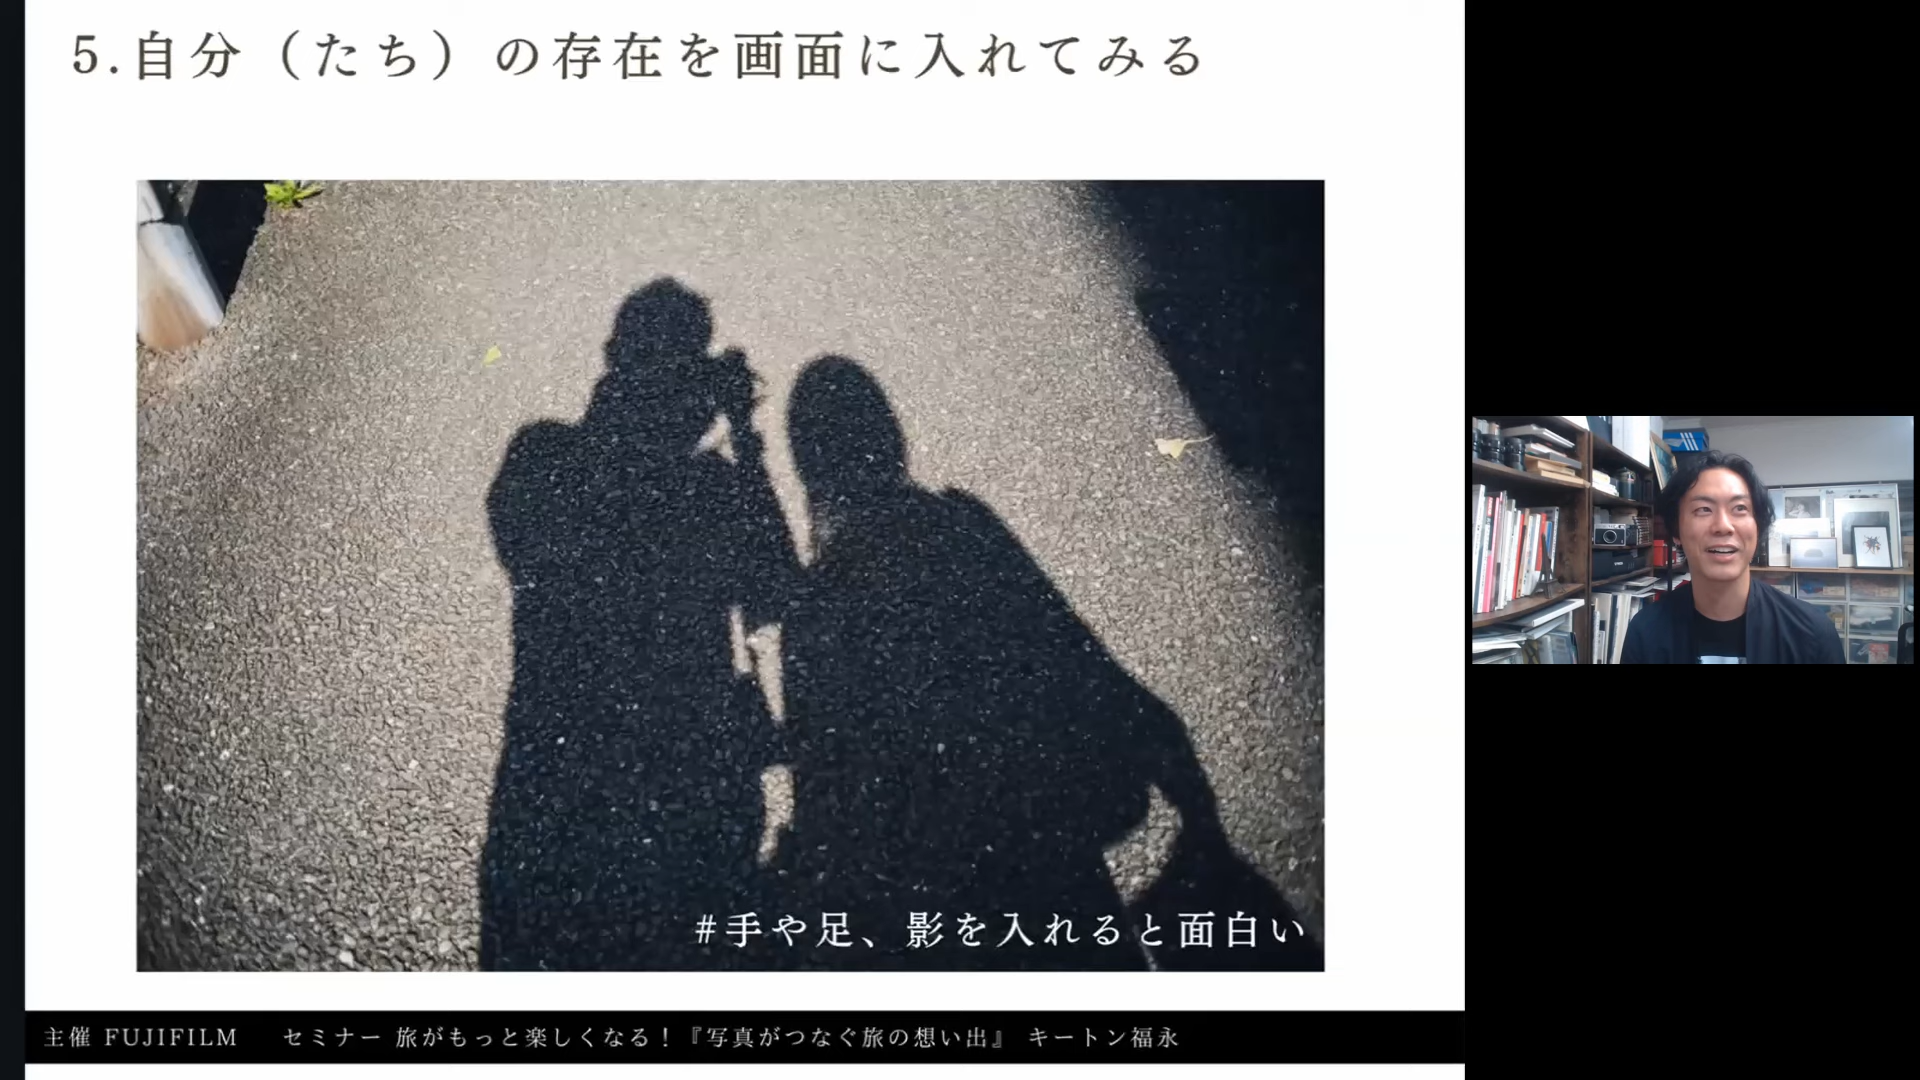 5.自分（たち）の存在を画面に入れてみる
#手や足、影を入れると面白い
主催 FUJIFILM　セミナー 旅がもっと楽しくなる！『写真がつなぐ旅の想い出』 キートン福永